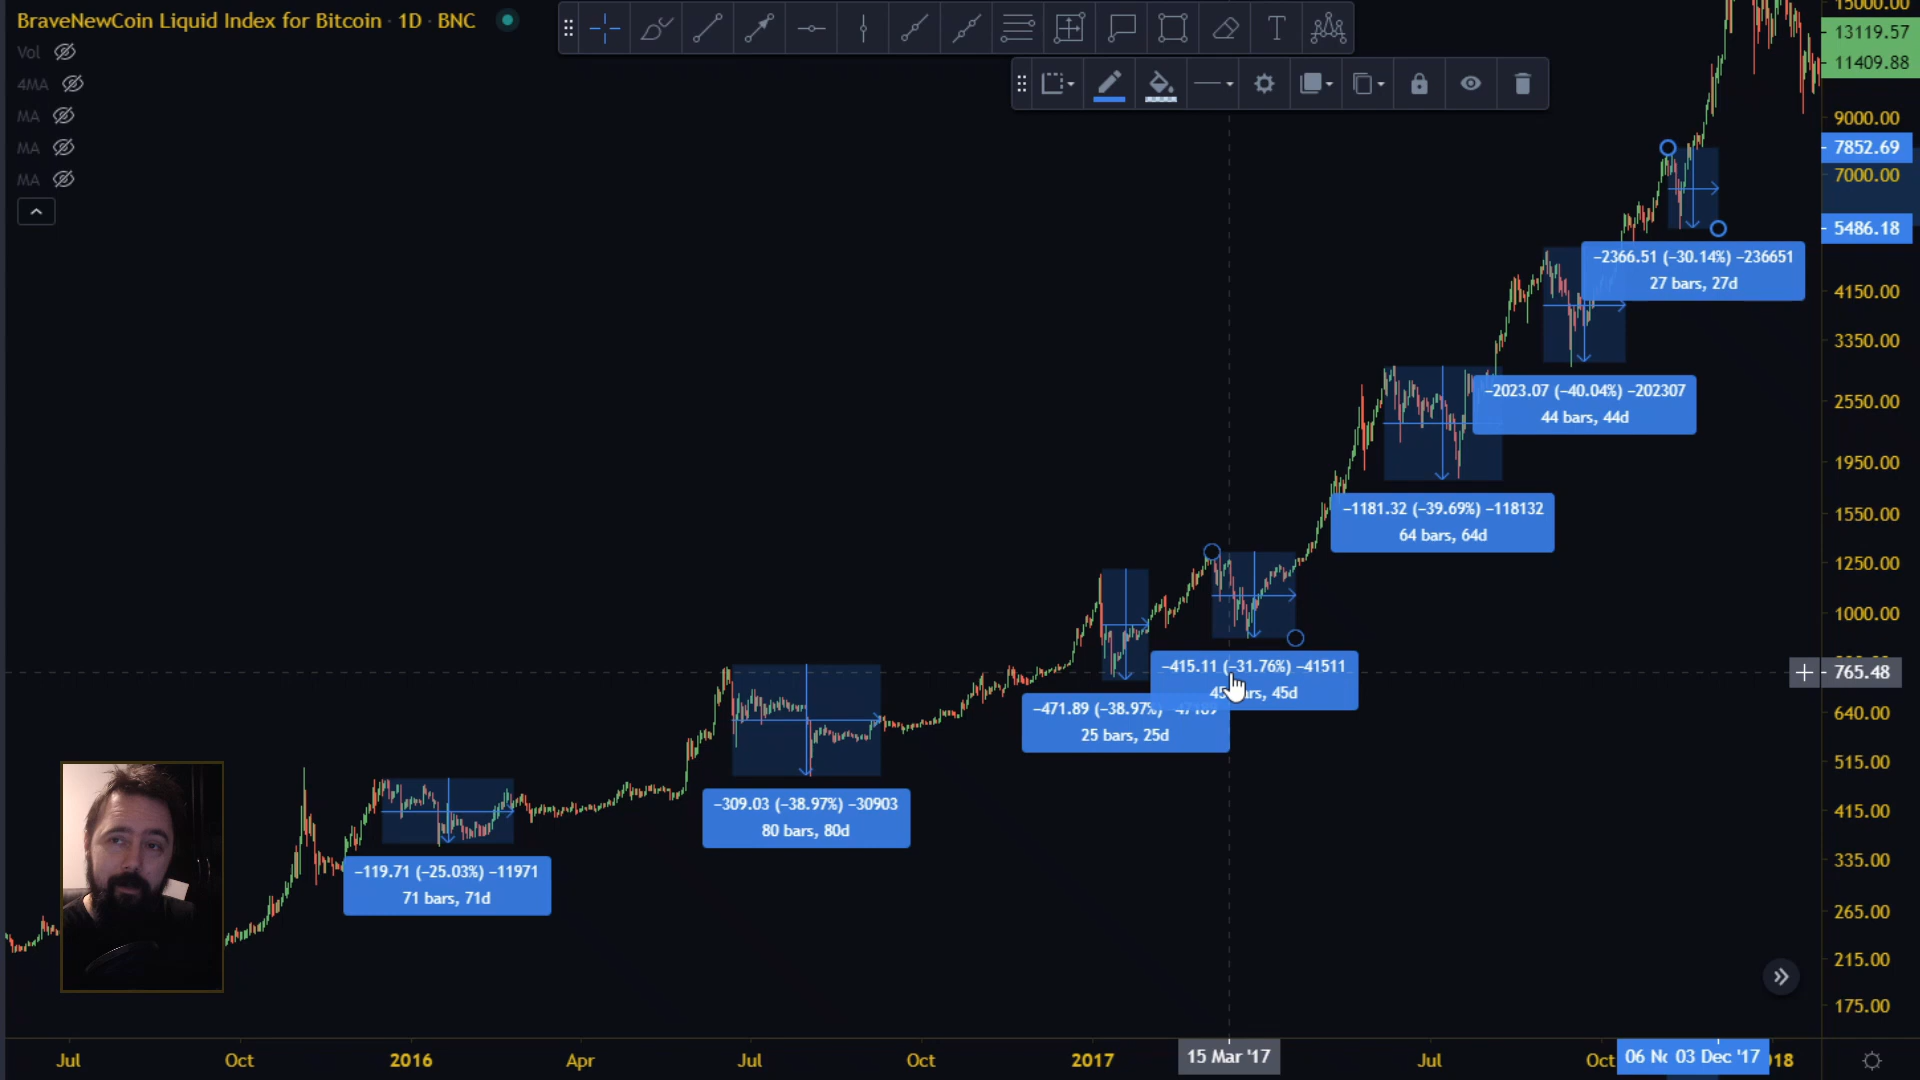 BraveNewCoin Liquid Index for Bitcoin · 1D · BNC
Vol
4MA
MA
MA
MA
T
15000.00
13119.57
11409.88
9000.00
7852.69
7000.00
5486.18
4150.00
3350.00
2550.00
1950.00
1550.00
1250.00
1000.00
765.48
640.00
515.00
415.00
335.00
265.00
215.00
175.00
−2366.51 (−30.14%) −236651
27 bars, 27d
−2023.07 (−40.04%) −202307
44 bars, 44d
−1181.32 (−39.69%) −118132
64 bars, 64d
−415.11 (−31.76%) −41511
45d
−471.89 (−38.97%)
25 bars, 25d
−309.03 (−38.97%) −30903
80 bars, 80d
−119.71 (−25.03%) −11971
71 bars, 71d
Jul Oct 2016 Apr Jul Oct 2017 15 Mar '17 Jul Oct 06 03 Dec '17